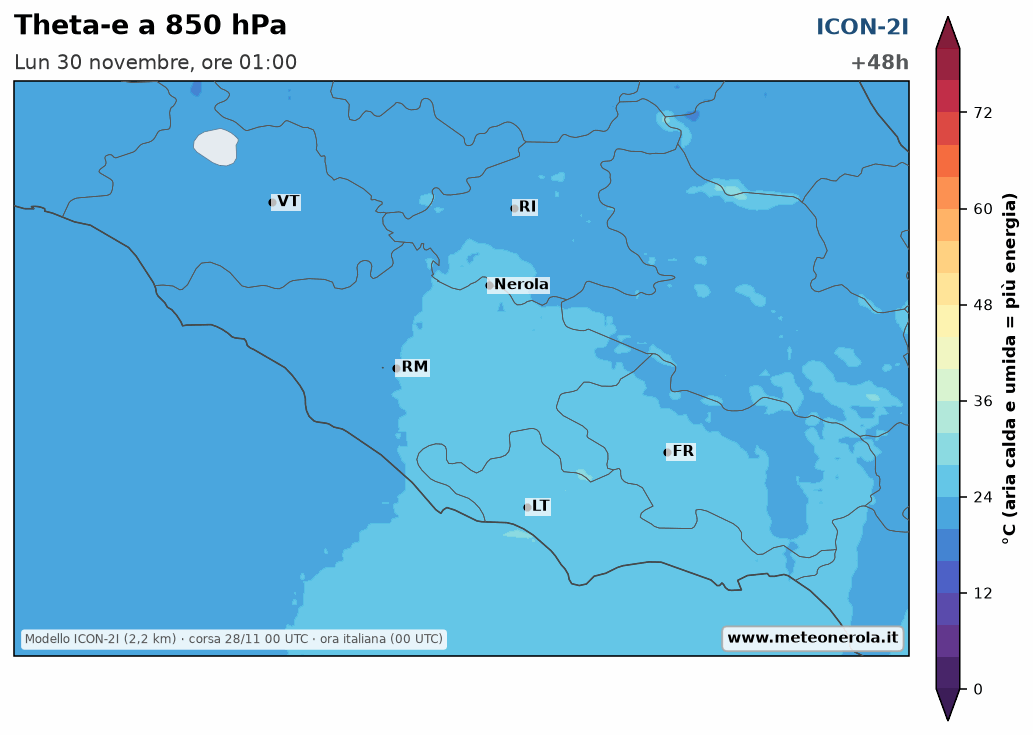 Theta-e a 850 hPa
ICON-2I
Lun 30 novembre, ore 01:00
+48h
VT
RI
Nerola
RM
FR
LT
Modello ICON-2I (2,2 km) · corsa 28/11 00 UTC · ora italiana (00 UTC)
www.meteonerola.it
72
60
48
36
24
12
0
°C (aria calda e umida = più energia)